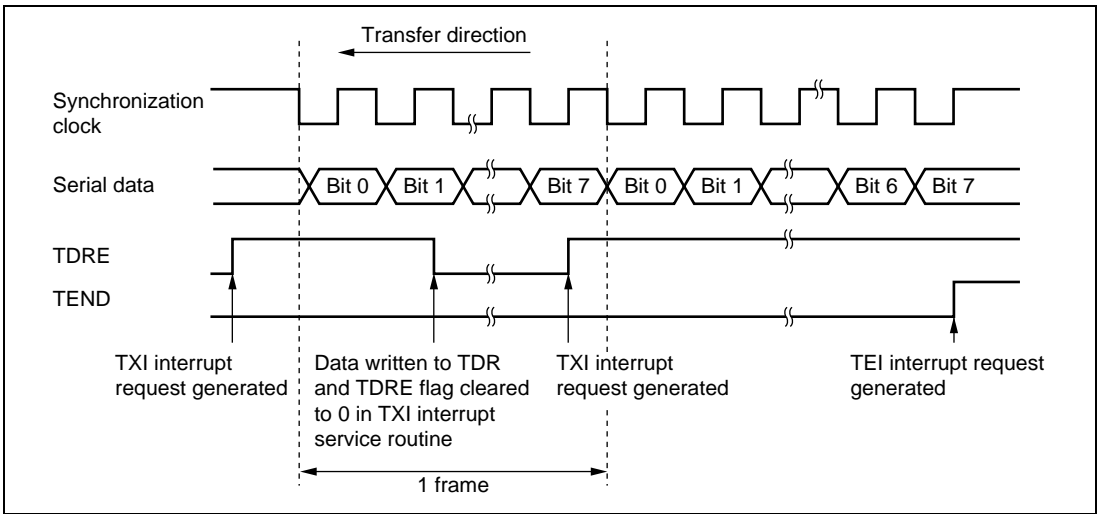 Transfer direction
Synchronization
clock
Serial data
Bit 0 Bit 1 Bit 7 Bit 0 Bit 1 Bit 6 Bit 7
TDRE
TEND
TXI interrupt
request generated
Data written to TDR
and TDRE flag cleared
to 0 in TXI interrupt
service routine
TXI interrupt
request generated
TEI interrupt request
generated
1 frame